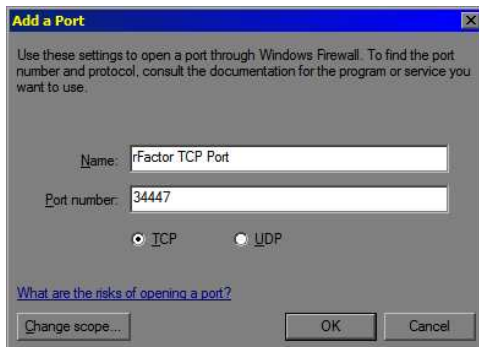 Add a Port
Use these settings to open a port through Windows Firewall. To find the port
number and protocol, consult the documentation for the program or service you
want to use.
Name: rFactor TCP Port
Port number: 34447
TCP UDP
What are the risks of opening a port?
Change scope... OK Cancel